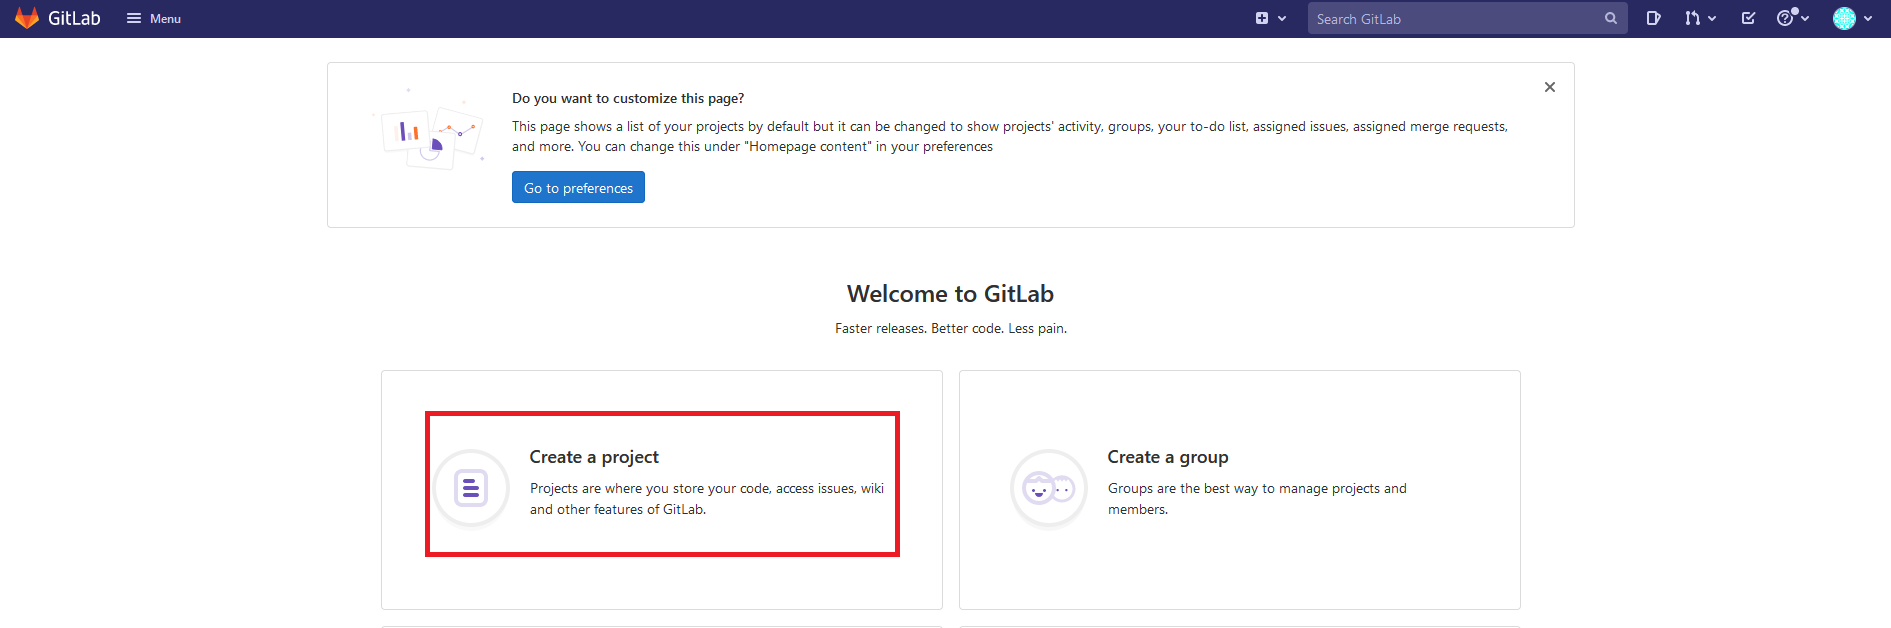 GitLab Menu Search GitLab
Do you want to customize this page?
This page shows a list of your projects by default but it can be changed to show projects' activity, groups, your to-do list, assigned issues, assigned merge requests,
and more. You can change this under "Homepage content" in your preferences
Go to preferences
Welcome to GitLab
Faster releases. Better code. Less pain.
Create a project
Projects are where you store your code, access issues, wiki
and other features of GitLab.
Create a group
Groups are the best way to manage projects and
members.